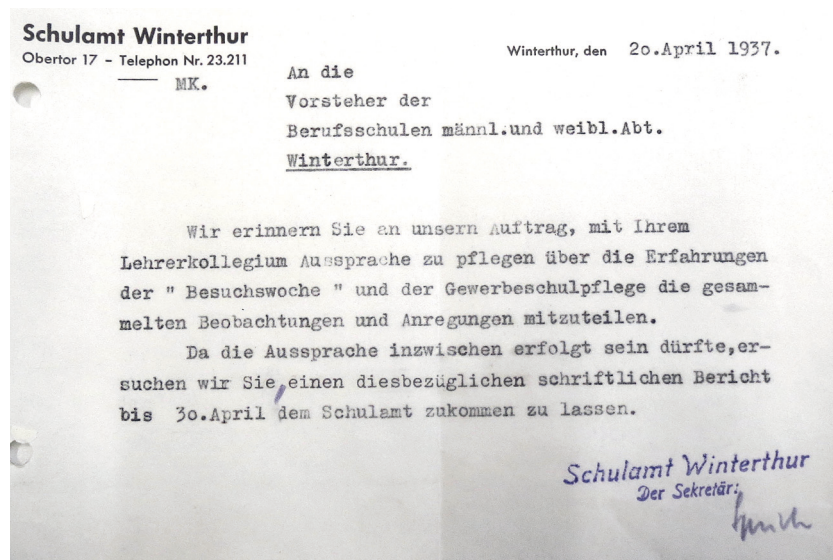 Schulamt Winterthur
Obertor 17 – Telephon Nr. 23.211
MK.
Winterthur, den 2o.April 1937.
An die
Vorsteher der
Berufsschulen männl.und weibl.Abt.
Winterthur.
Wir erinnern Sie an unsern Auftrag, mit Ihrem
Lehrerkollegium Aussprache zu pflegen über die Erfahrungen
der " Besuchswoche " und der Gewerbeschulpflege die gesam-
melten Beobachtungen und Anregungen mitzuteilen.
Da die Aussprache inzwischen erfolgt sein dürfte,er-
suchen wir Sie,einen diesbezüglichen schriftlichen Bericht
bis 3o.April dem Schulamt zukommen zu lassen.
Schulamt Winterthur
Der Sekretär: